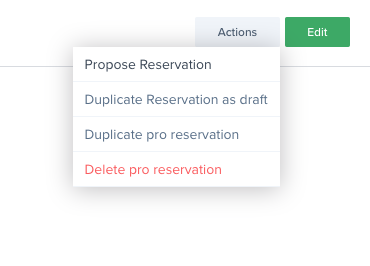 Actions
Edit
Propose Reservation
Duplicate Reservation as draft
Duplicate pro reservation
Delete pro reservation